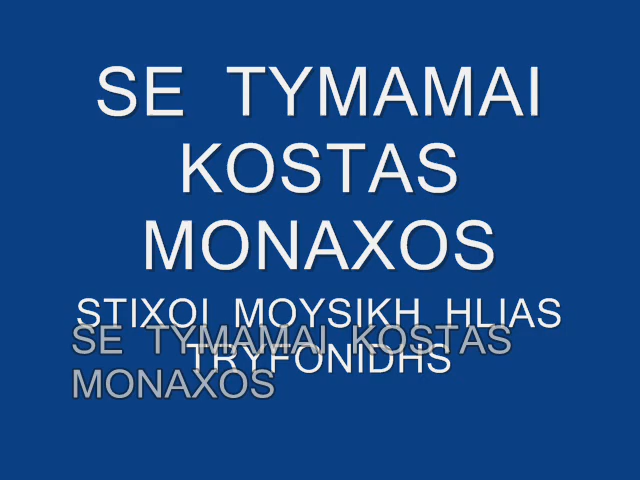 SE TYMAMAI
KOSTAS
MONAXOS
STIXOI MOYSIKH HLIAS
TRYFONIDHS
SE TYMAMAI KOSTAS
MONAXOS